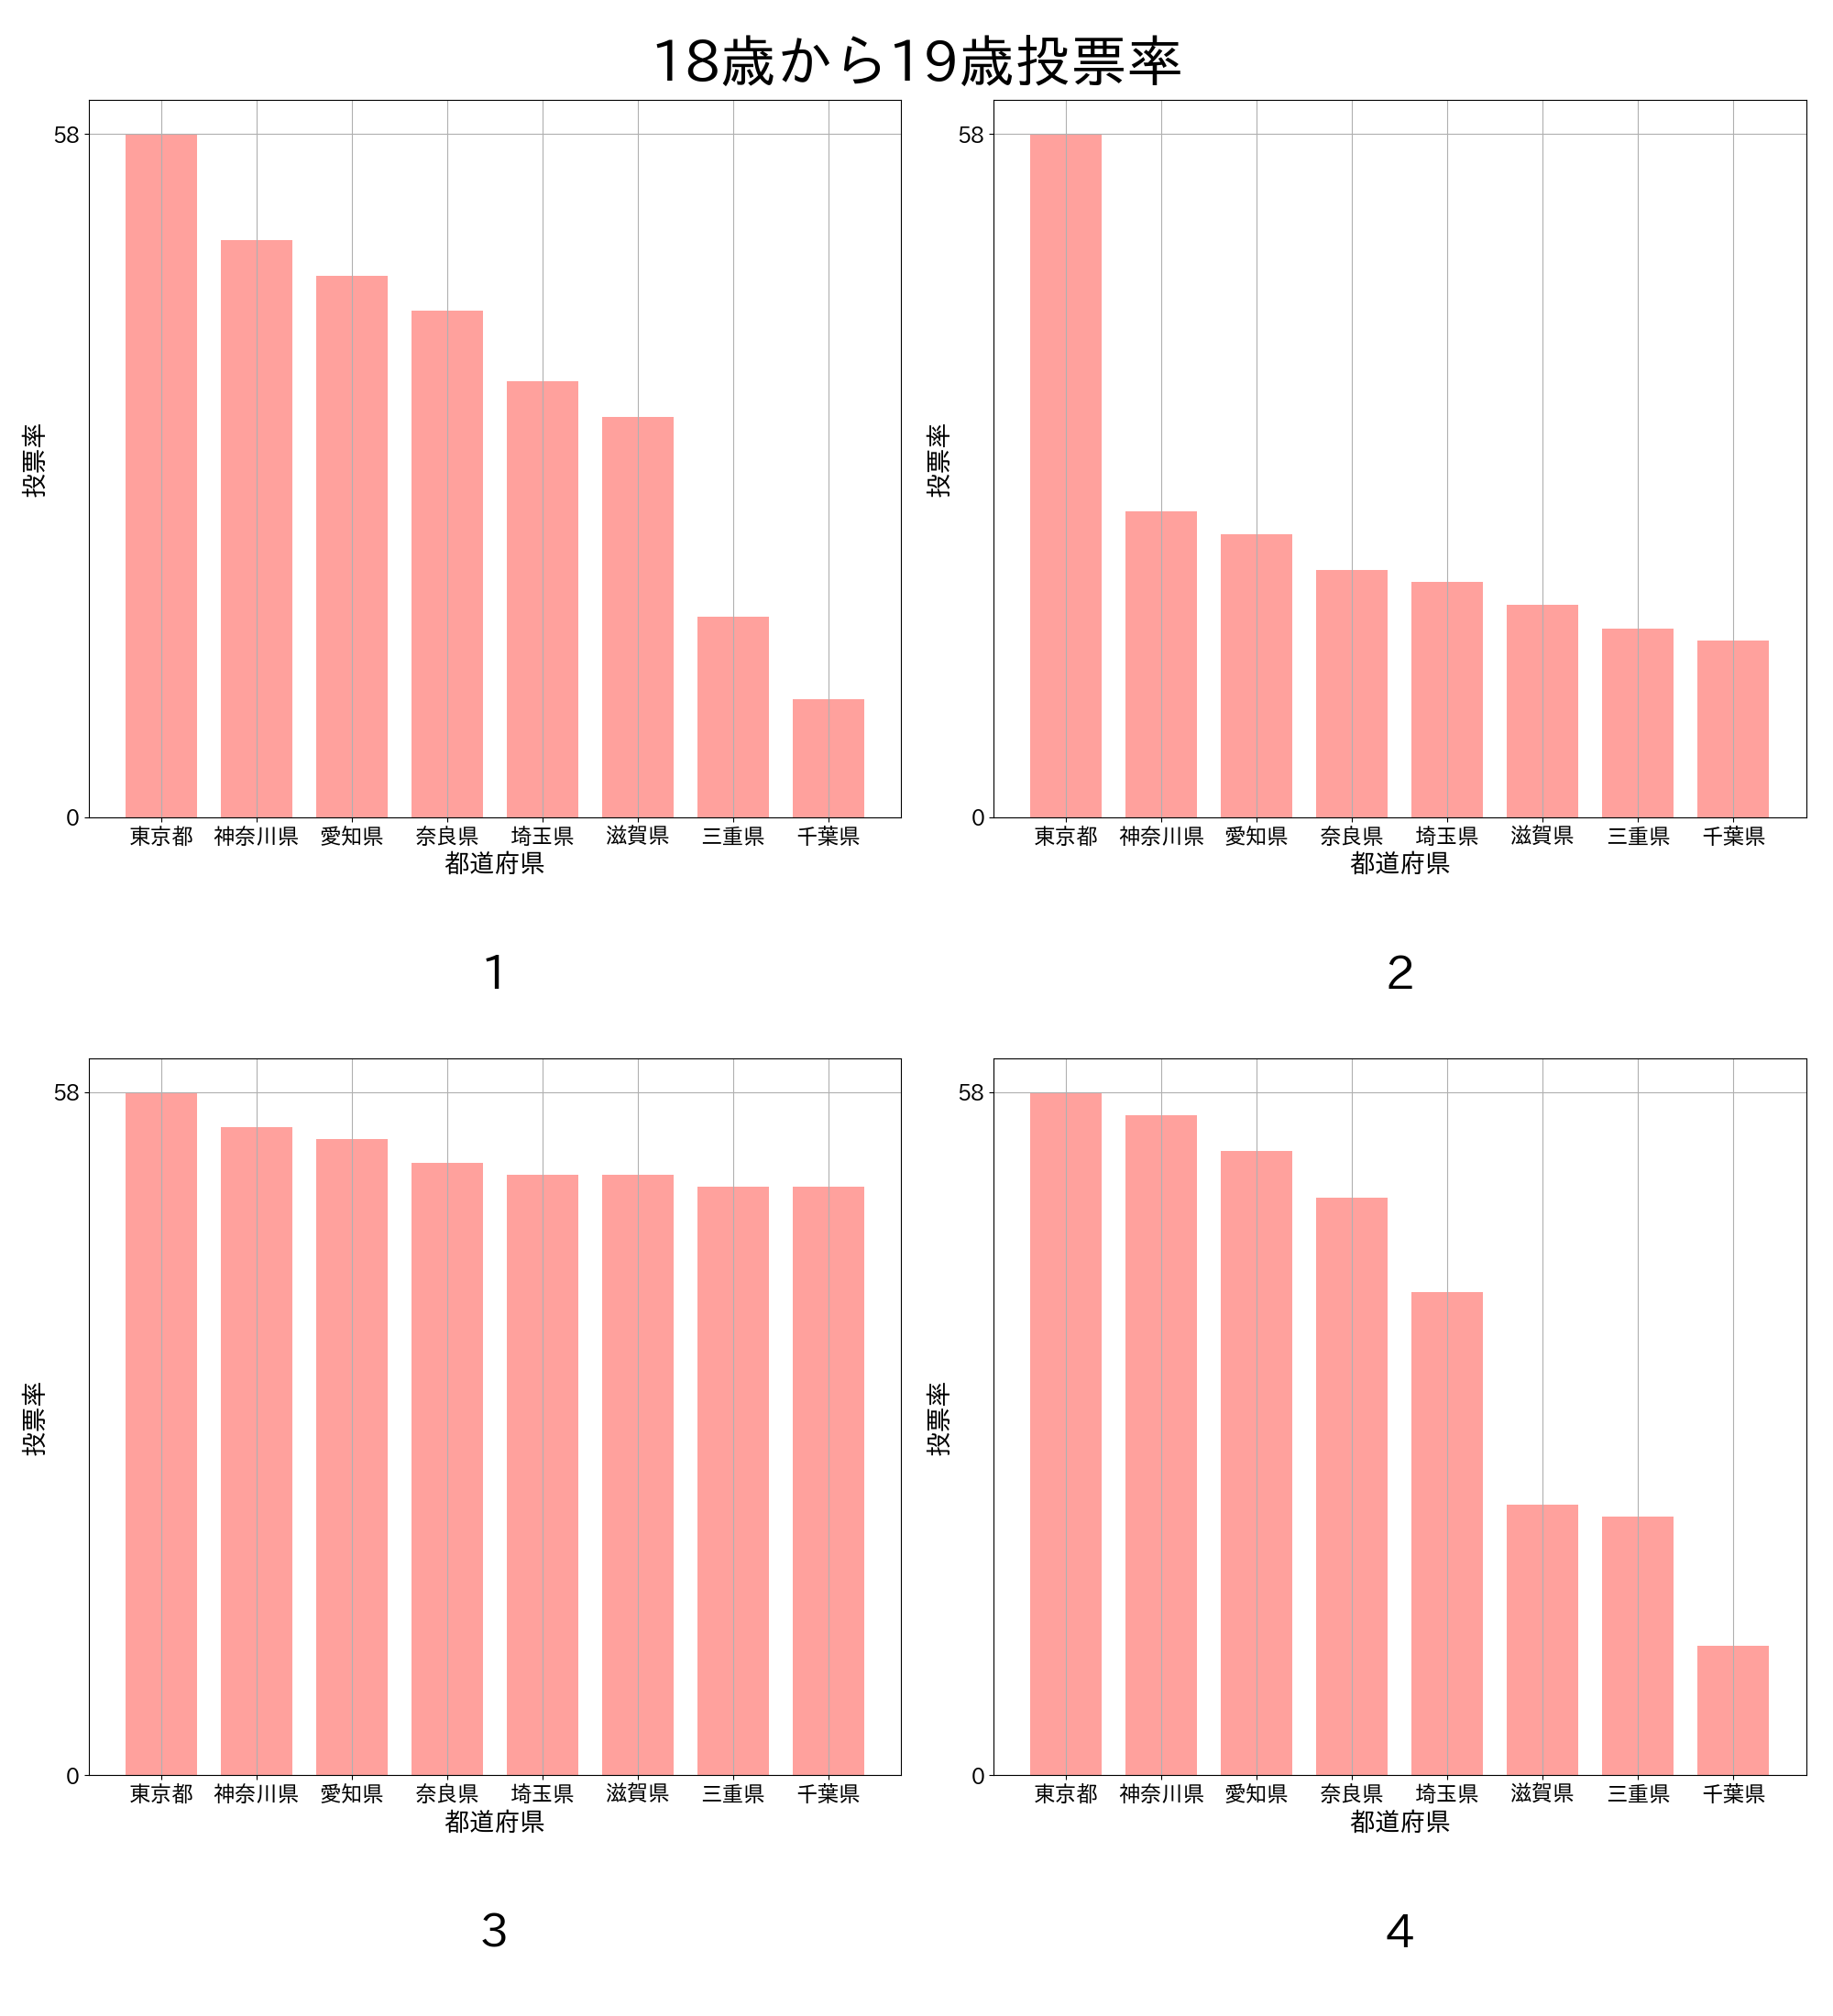 18歳から19歳投票率
58
0
投票率
東京都 神奈川県 愛知県 奈良県 埼玉県 滋賀県 三重県 千葉県
都道府県
1
58
0
投票率
東京都 神奈川県 愛知県 奈良県 埼玉県 滋賀県 三重県 千葉県
都道府県
2
58
0
投票率
東京都 神奈川県 愛知県 奈良県 埼玉県 滋賀県 三重県 千葉県
都道府県
3
58
0
投票率
東京都 神奈川県 愛知県 奈良県 埼玉県 滋賀県 三重県 千葉県
都道府県
4